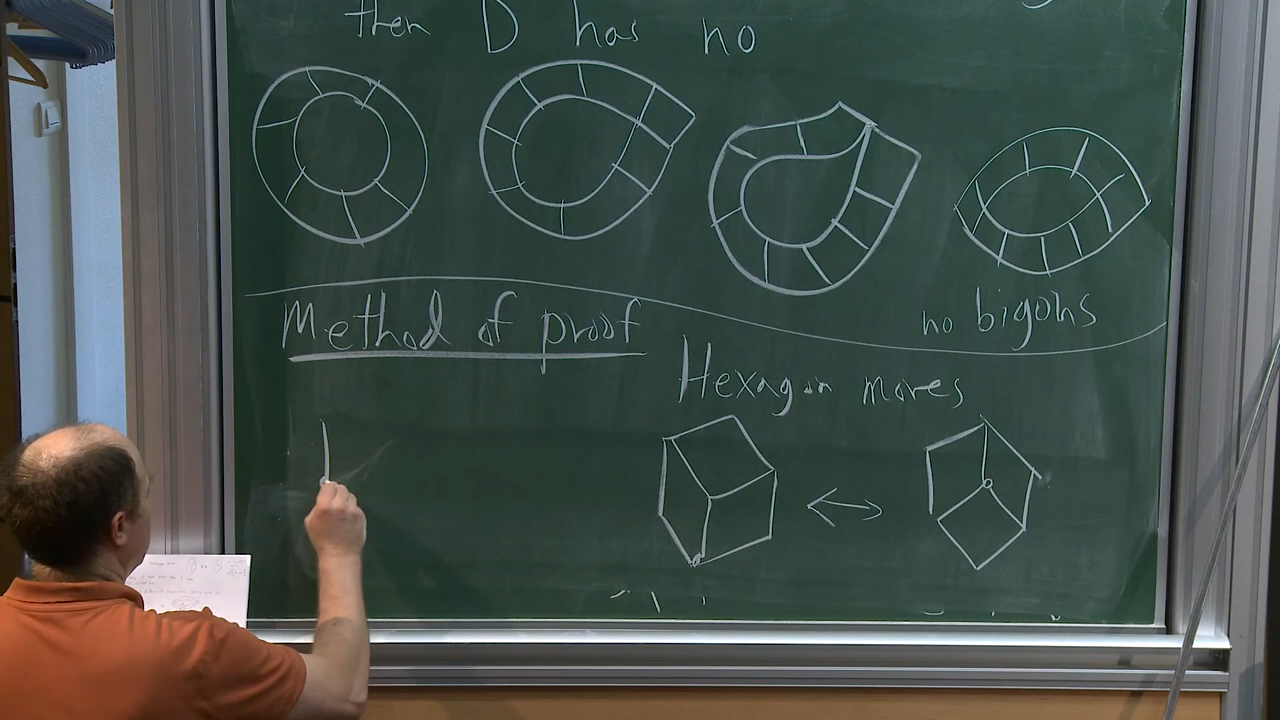 then D has no
no bigons
Method of proof
Hexagon moves